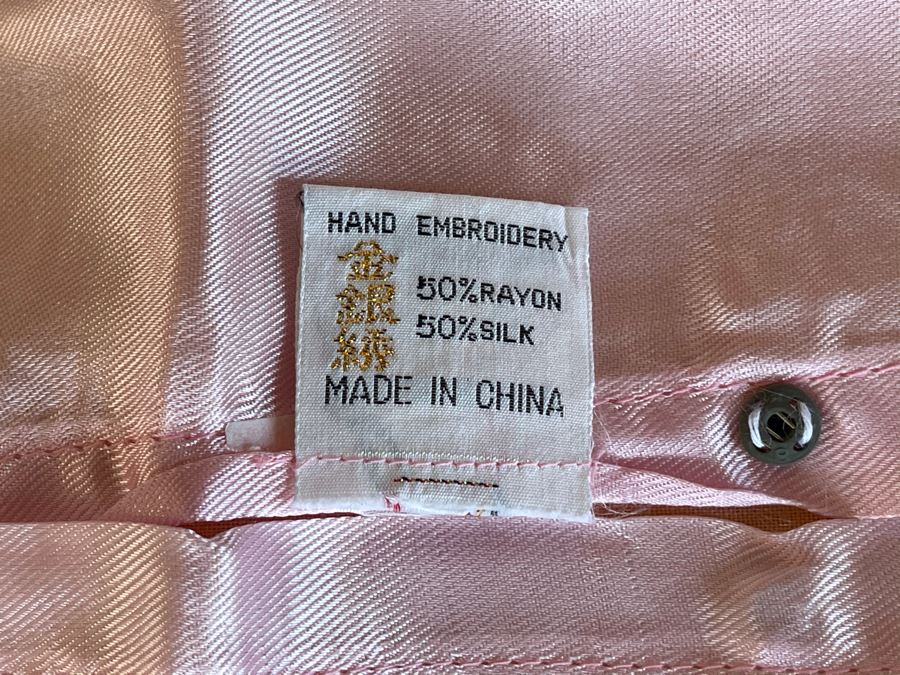 HAND EMBROIDERY
金銀綉
50%RAYON
50%SILK
MADE IN CHINA